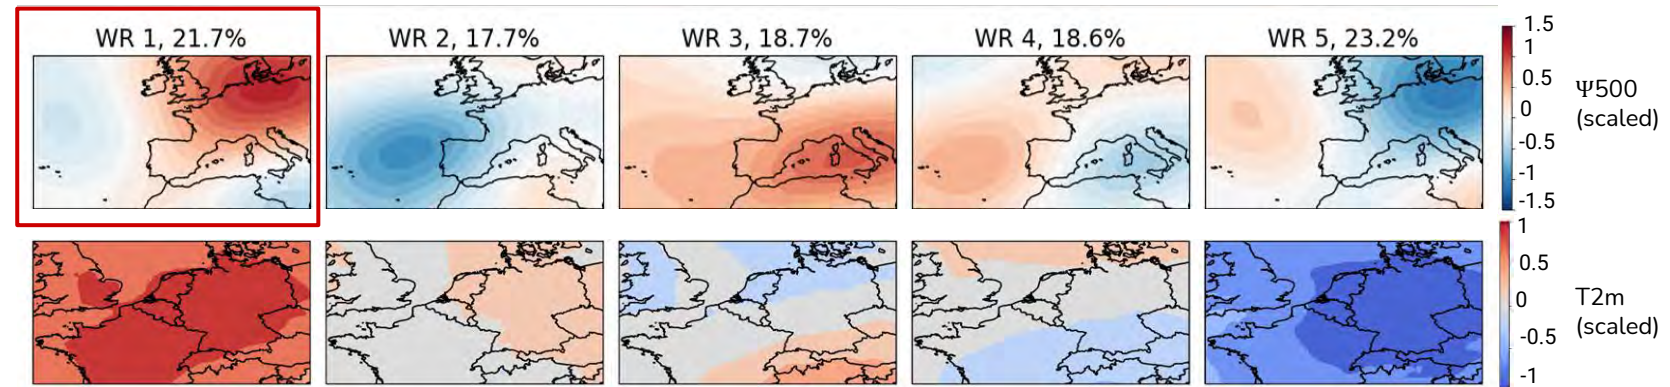 WR 1, 21.7%
WR 2, 17.7%
WR 3, 18.7%
WR 4, 18.6%
WR 5, 23.2%
1.5
1
0.5
0
-0.5
-1
-1.5
Ψ500
(scaled)
1
0.5
0
-0.5
-1
T2m
(scaled)